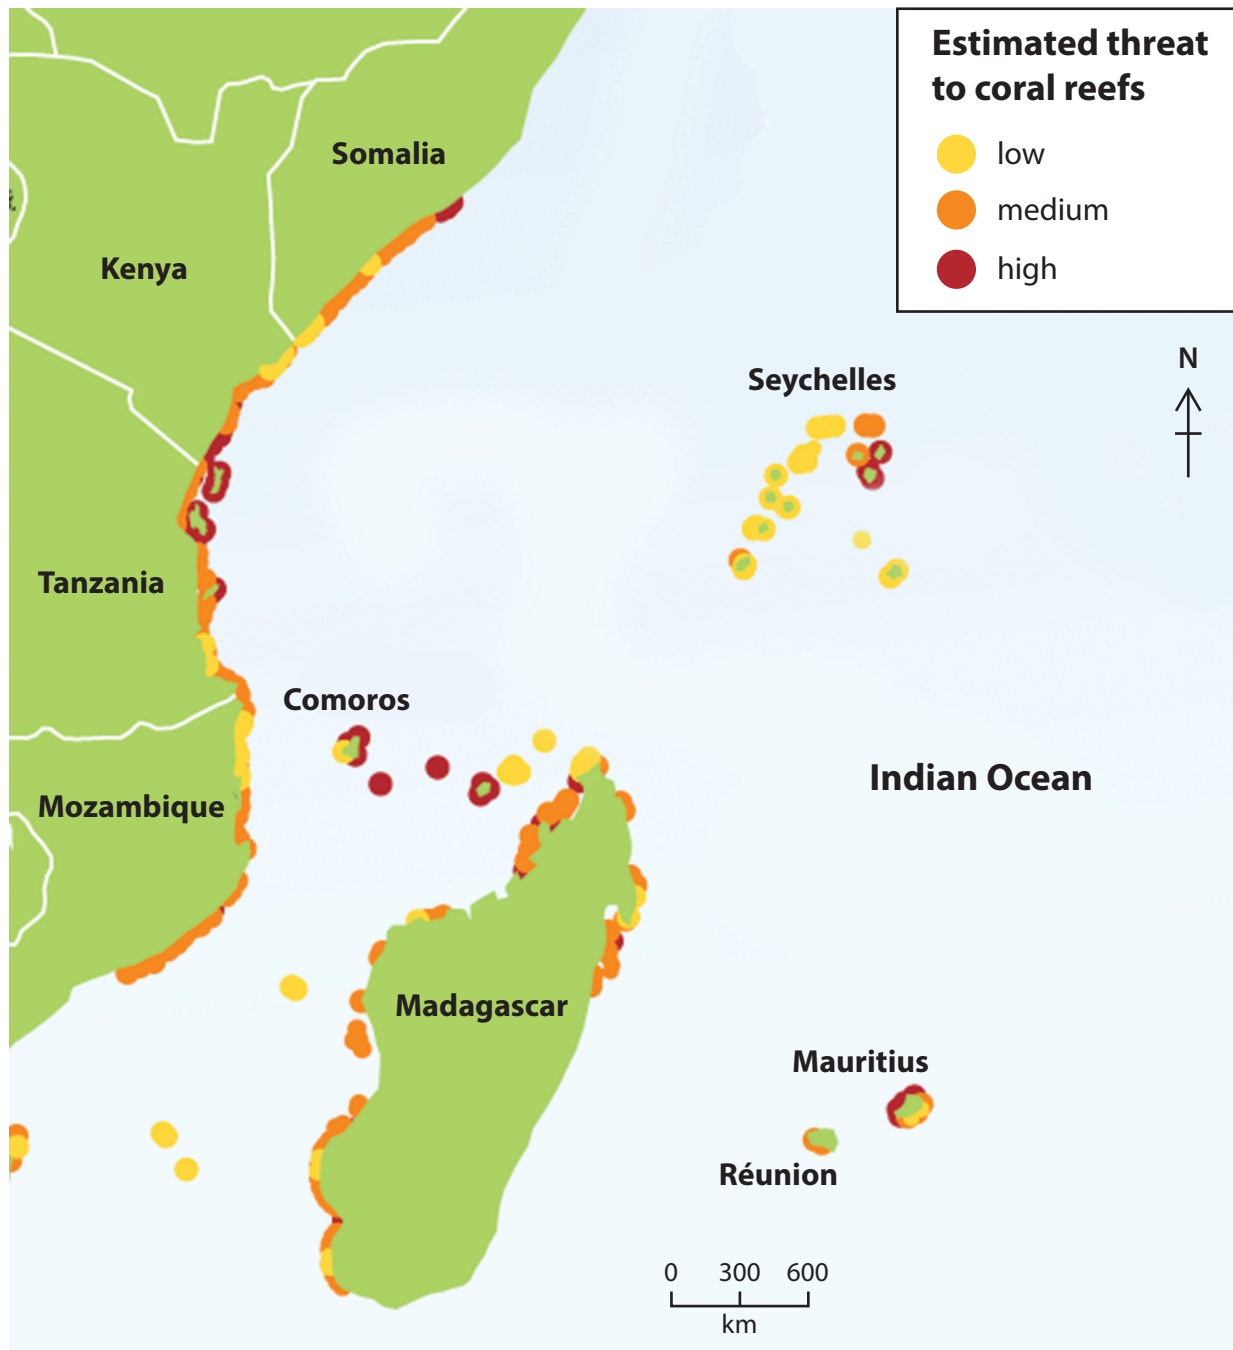 Estimated threat
to coral reefs
low
medium
high
Somalia
Kenya
N
Seychelles
Tanzania
Comoros
Indian Ocean
Mozambique
Madagascar
Mauritius
Réunion
0 300 600
km